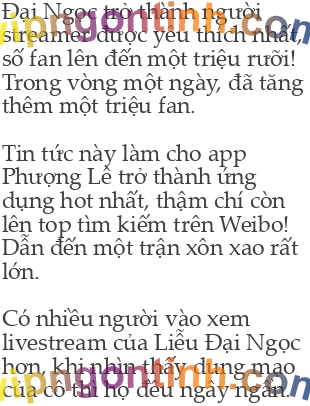 Đại Ngọc trở thành người
streamer được yêu thích nhất,
số fan lên đến một triệu rưỡi!
Trong vòng một ngày, đã tăng
thêm một triệu fan.

Tin tức này làm cho app
Phượng Lê trở thành ứng
dụng hot nhất, thậm chí còn
lên top tìm kiếm trên Weibo!
Dẫn đến một trận xôn xao rất
lớn.

Có nhiều người vào xem
livestream của Liễu Đại Ngọc
hơn, khi nhìn thấy dung mạo
của cô thì họ đều ngây ngẩn.
vipngontinh.com
vipngontinh.com